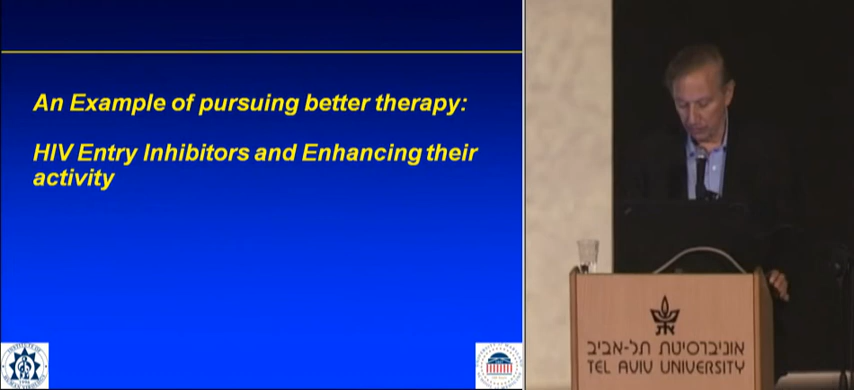 An Example of pursuing better therapy:
HIV Entry Inhibitors and Enhancing their
activity
אוניברסיטת תל-אביב
TEL AVIV UNIVERSITY